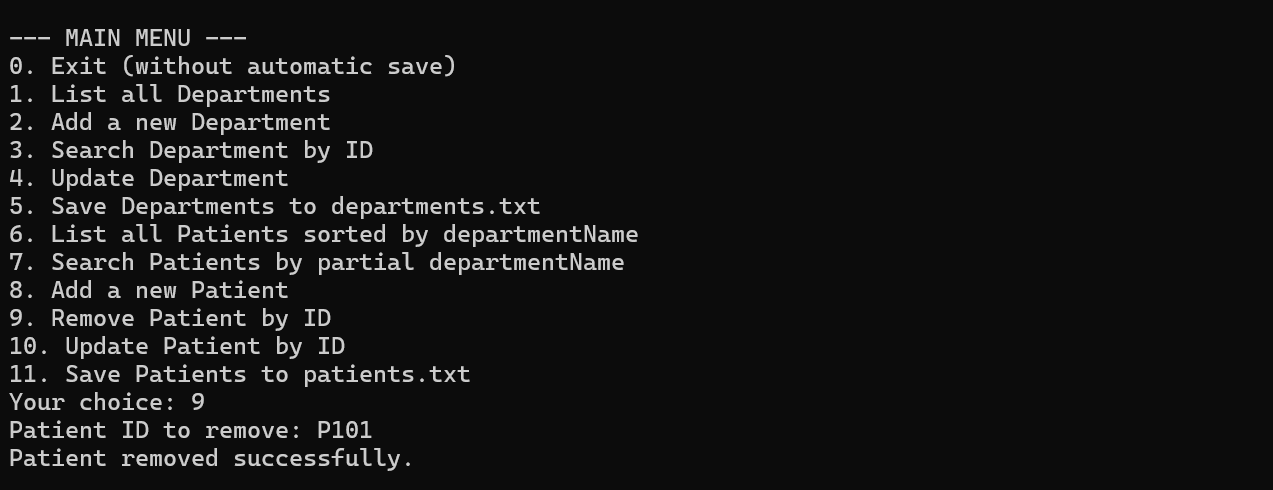 --- MAIN MENU ---
0. Exit (without automatic save)
1. List all Departments
2. Add a new Department
3. Search Department by ID
4. Update Department
5. Save Departments to departments.txt
6. List all Patients sorted by departmentName
7. Search Patients by partial departmentName
8. Add a new Patient
9. Remove Patient by ID
10. Update Patient by ID
11. Save Patients to patients.txt
Your choice: 9
Patient ID to remove: P101
Patient removed successfully.